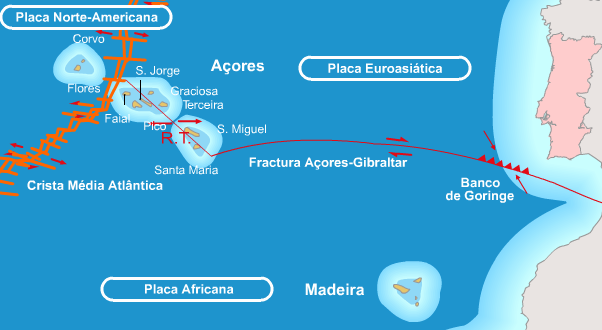 Placa Norte-Americana
Corvo
S. Jorge
Açores
Placa Euroasiática
Flores
Graciosa
Terceira
Faial
Pico
S. Miguel
R.T.
Fractura Açores-Gibraltar
Santa Maria
Crista Média Atlântica
Banco
de Goringe
Placa Africana
Madeira